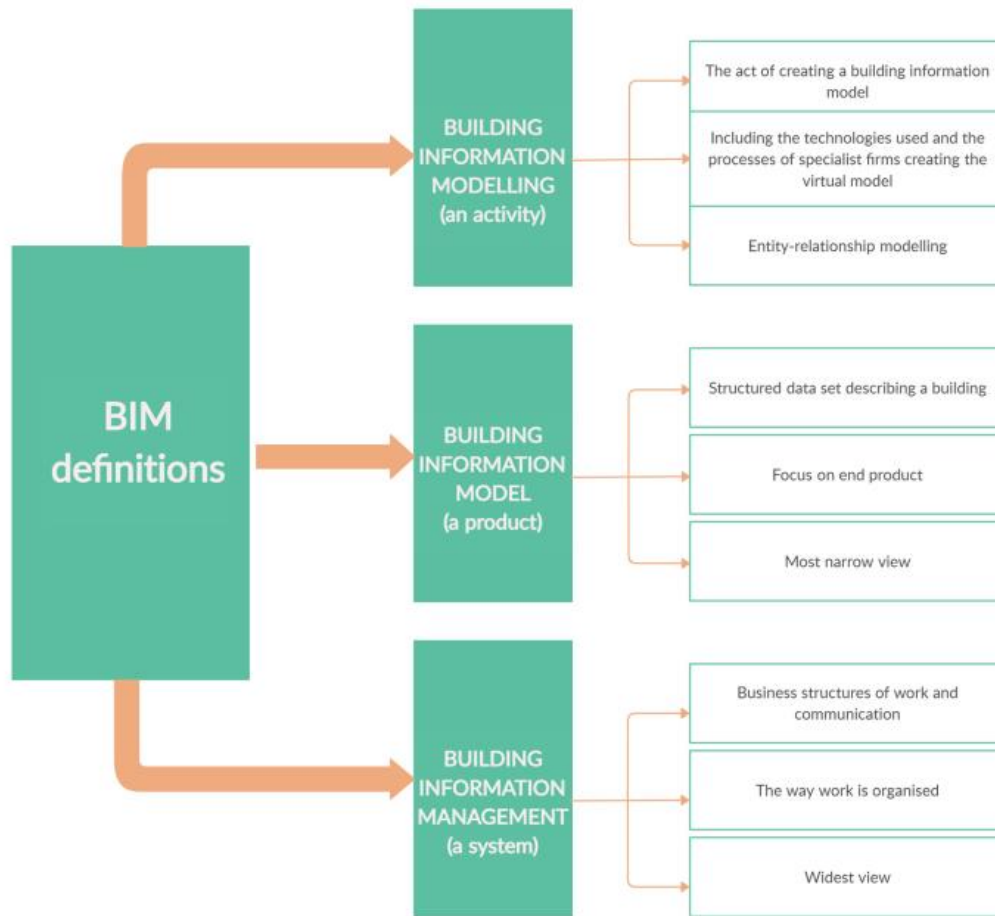 BIM
definitions
BUILDING
INFORMATION
MODELLING
(an activity)
The act of creating a building information
model
Including the technologies used and the
processes of specialist firms creating the
virtual model
Entity-relationship modelling
BUILDING
INFORMATION
MODEL
(a product)
Structured data set describing a building
Focus on end product
Most narrow view
BUILDING
INFORMATION
MANAGEMENT
(a system)
Business structures of work and
communication
The way work is organised
Widest view